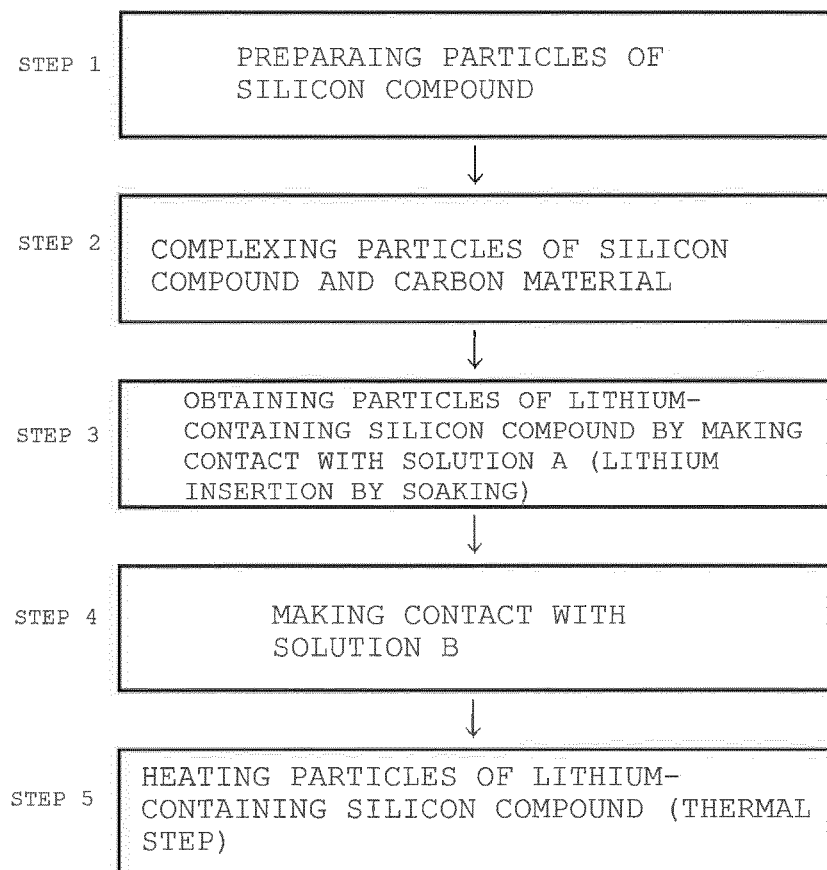 STEP 1
PREPARAING PARTICLES OF
SILICON COMPOUND
STEP 2
COMPLEXING PARTICLES OF SILICON
COMPOUND AND CARBON MATERIAL
STEP 3
OBTAINING PARTICLES OF LITHIUM-
CONTAINING SILICON COMPOUND BY MAKING
CONTACT WITH SOLUTION A (LITHIUM
INSERTION BY SOAKING)
STEP 4
MAKING CONTACT WITH
SOLUTION B
STEP 5
HEATING PARTICLES OF LITHIUM-
CONTAINING SILICON COMPOUND (THERMAL
STEP)